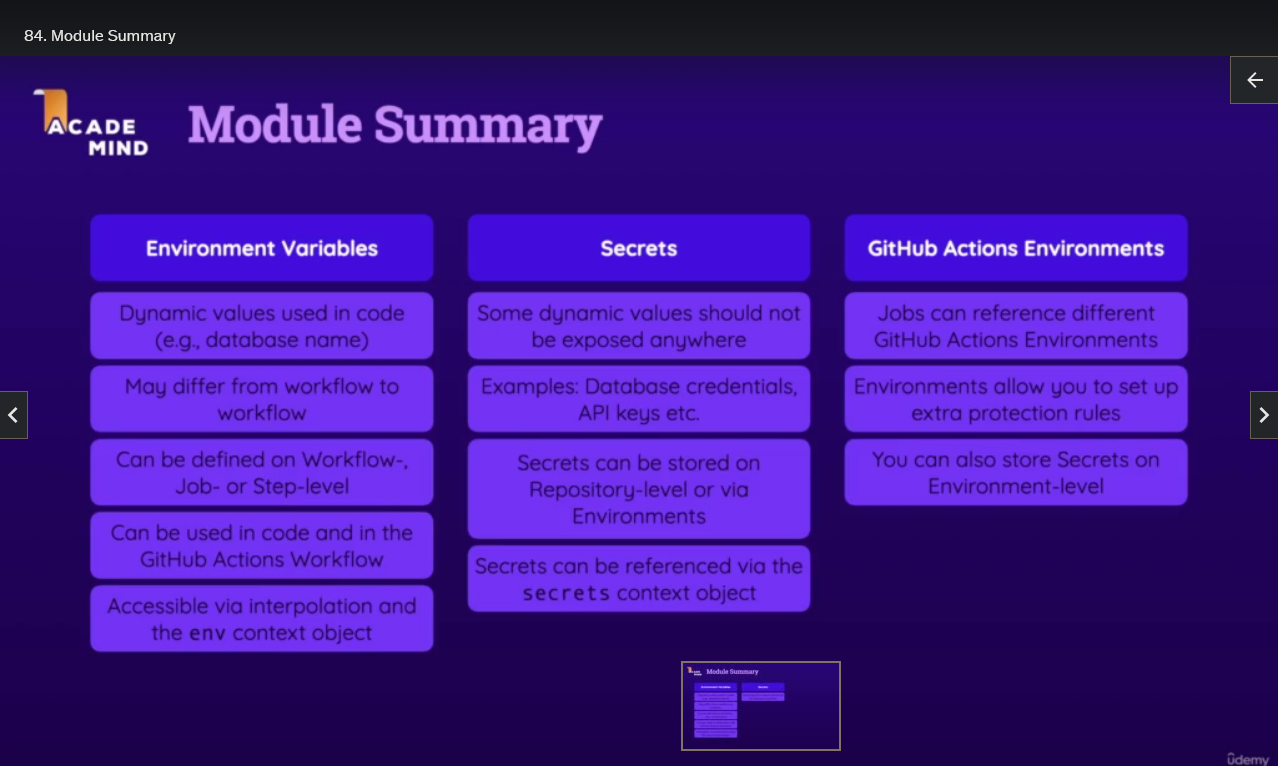 84. Module Summary
ACADE
MIND
Module Summary
Environment Variables
Dynamic values used in code
(e.g., database name)
May differ from workflow to
workflow
Can be defined on Workflow-,
Job- or Step-level
Can be used in code and in the
GitHub Actions Workflow
Accessible via interpolation and
the env context object
Secrets
Some dynamic values should not
be exposed anywhere
Examples: Database credentials,
API keys etc.
Secrets can be stored on
Repository-level or via
Environments
Secrets can be referenced via the
secrets context object
GitHub Actions Environments
Jobs can reference different
GitHub Actions Environments
Environments allow you to set up
extra protection rules
You can also store Secrets on
Environment-level
Module Summary
Environment Variables
Secrets
udemy